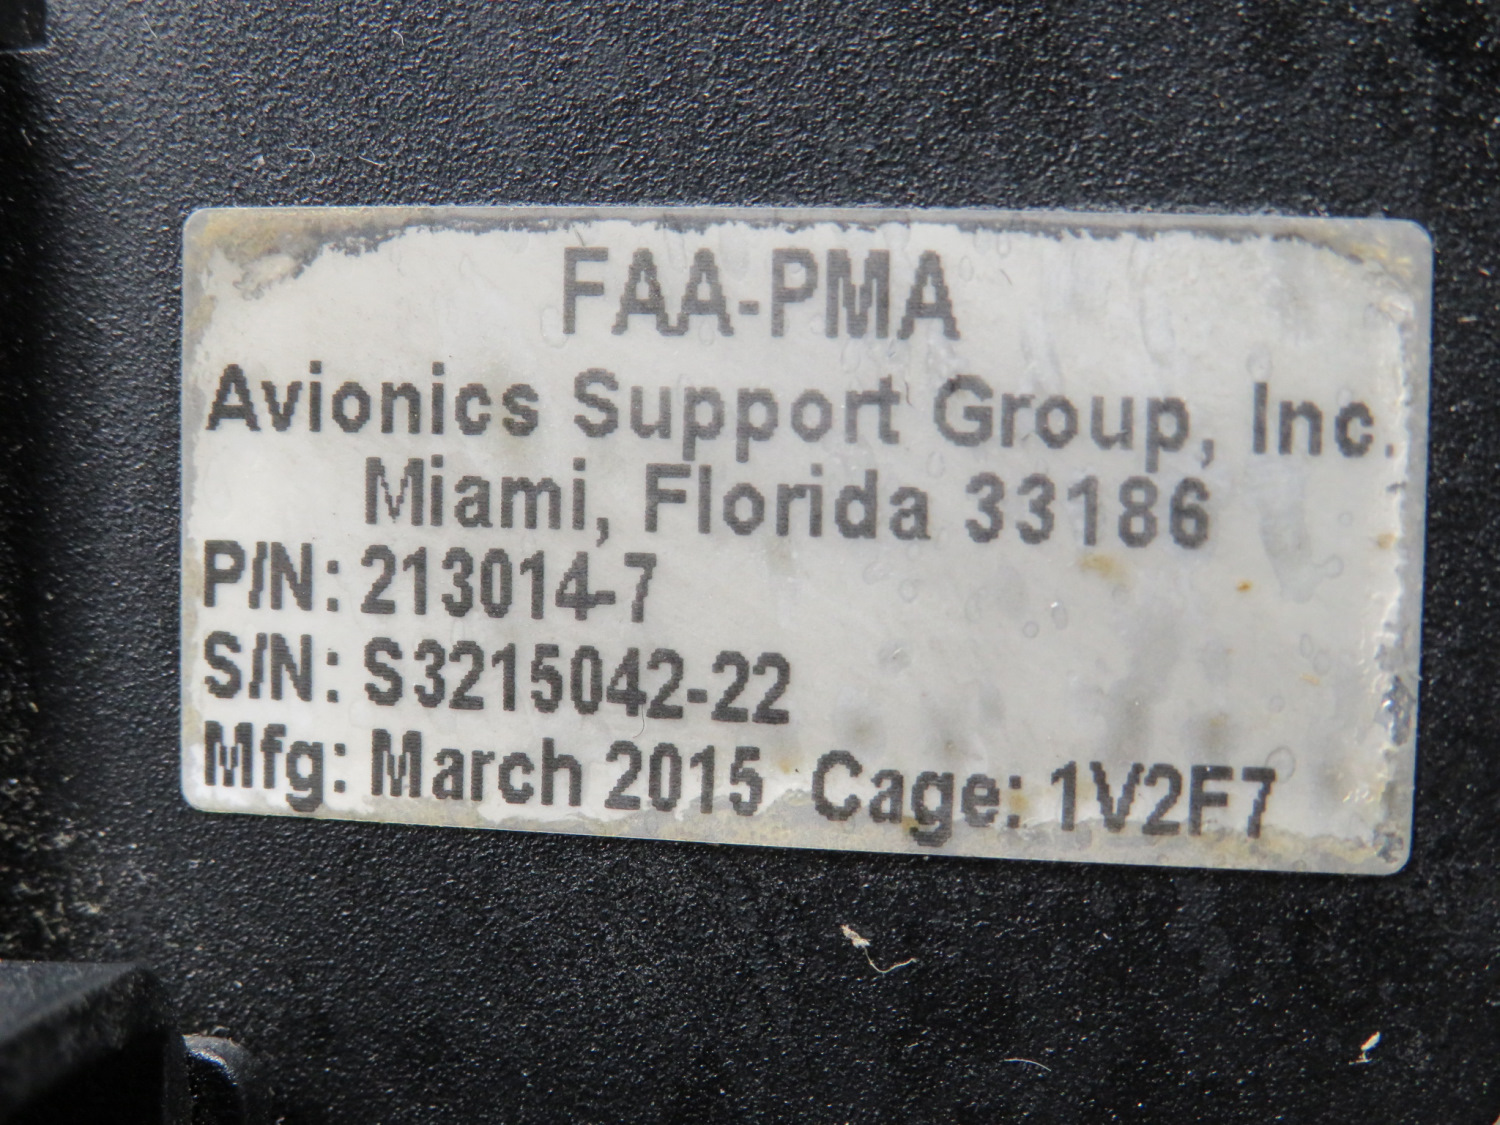 FAA-PMA
Avionics Support Group, Inc.
Miami, Florida 33186
P/N: 213014-7
S/N: S3215042-22
Mfg: March 2015 Cage: 1V2F7